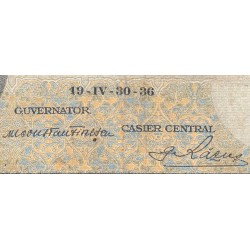 19-IV-30-36
GUVERNATOR
CASIER CENTRAL